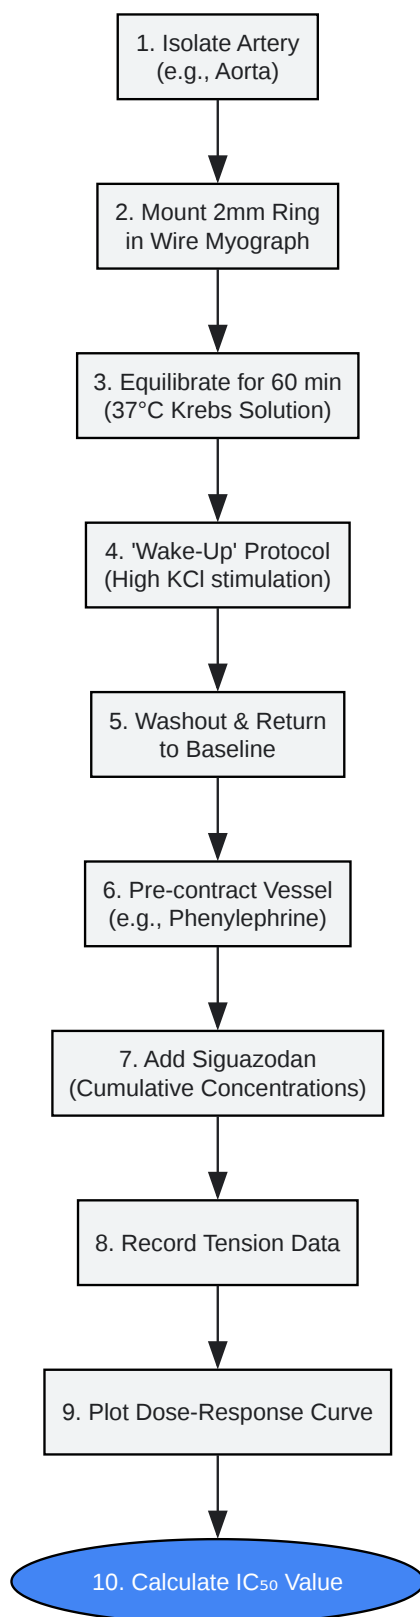 1. Isolate Artery
(e.g., Aorta)
2. Mount 2mm Ring
in Wire Myograph
3. Equilibrate for 60 min
(37°C Krebs Solution)
4. 'Wake-Up' Protocol
(High KCl stimulation)
5. Washout & Return
to Baseline
6. Pre-contract Vessel
(e.g., Phenylephrine)
7. Add Siguazodan
(Cumulative Concentrations)
8. Record Tension Data
9. Plot Dose-Response Curve
10. Calculate IC₅₀ Value